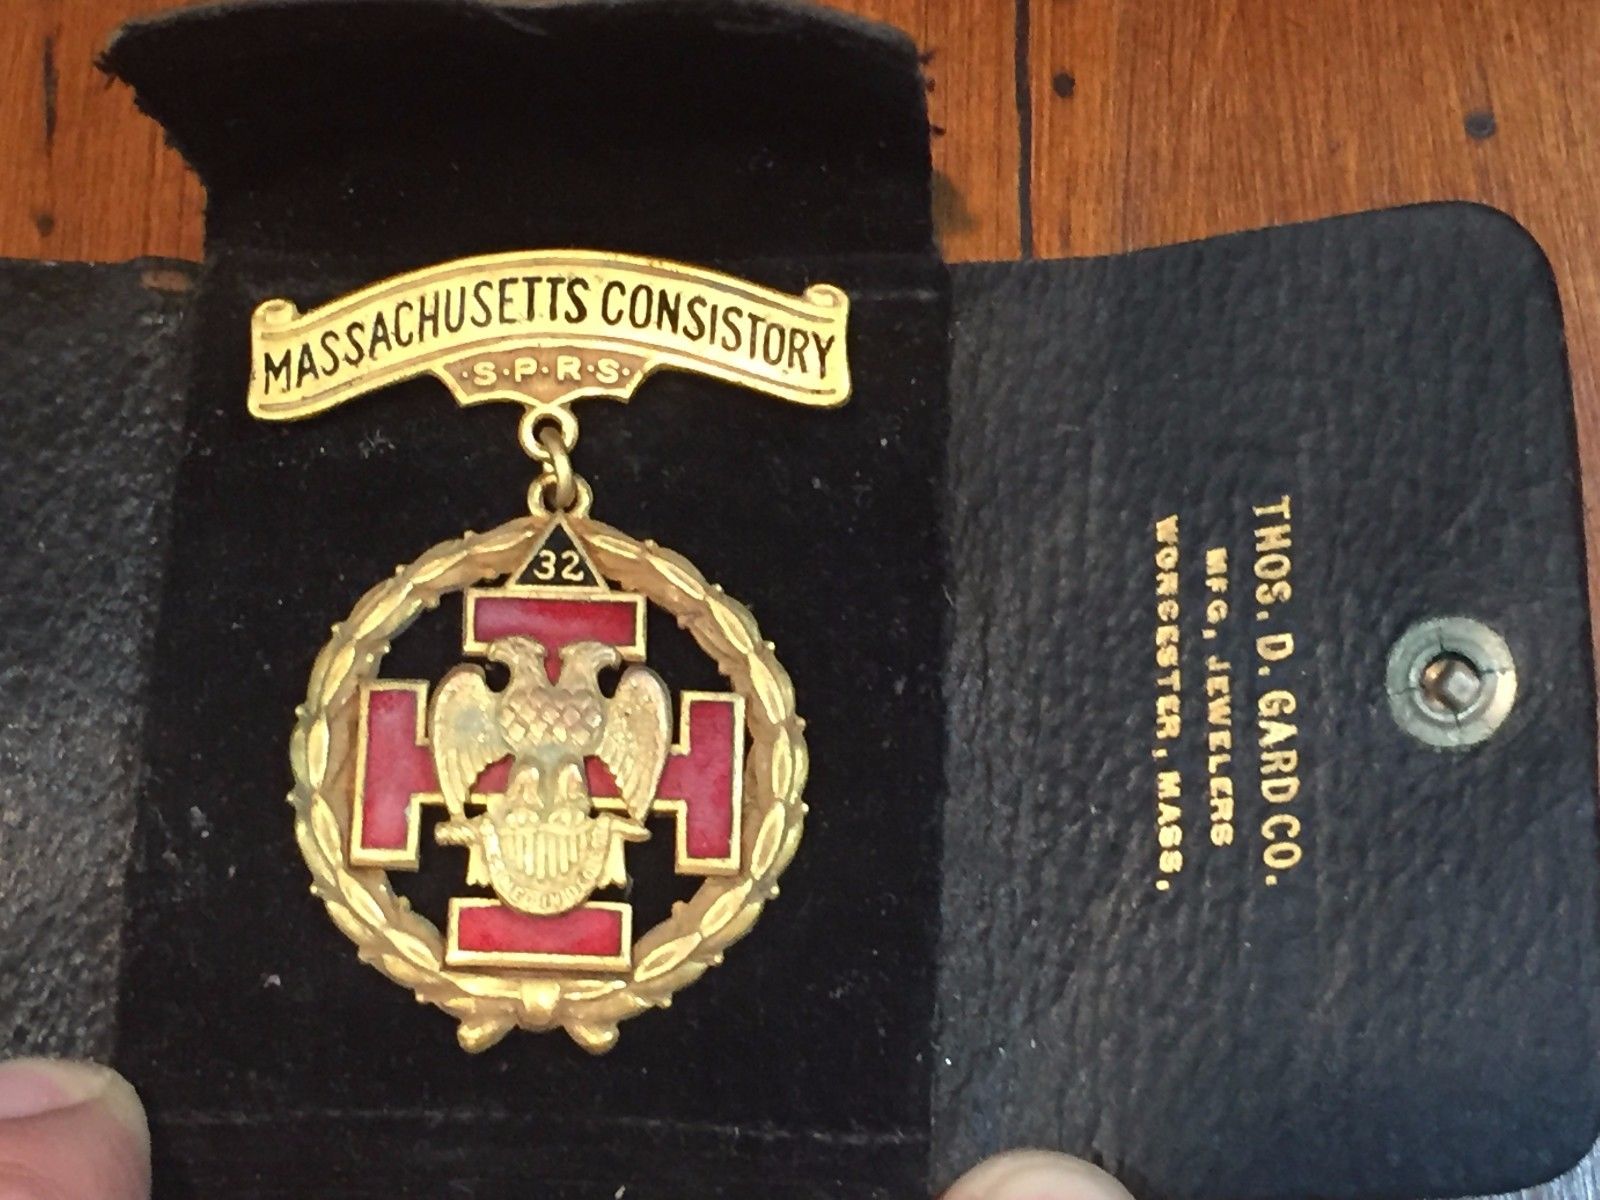 MASSACHUSETTS CONSISTORY
·S·P·R·S·
32
THOS. D. GARD CO.
MFG. JEWELERS
WORCESTER, MASS.